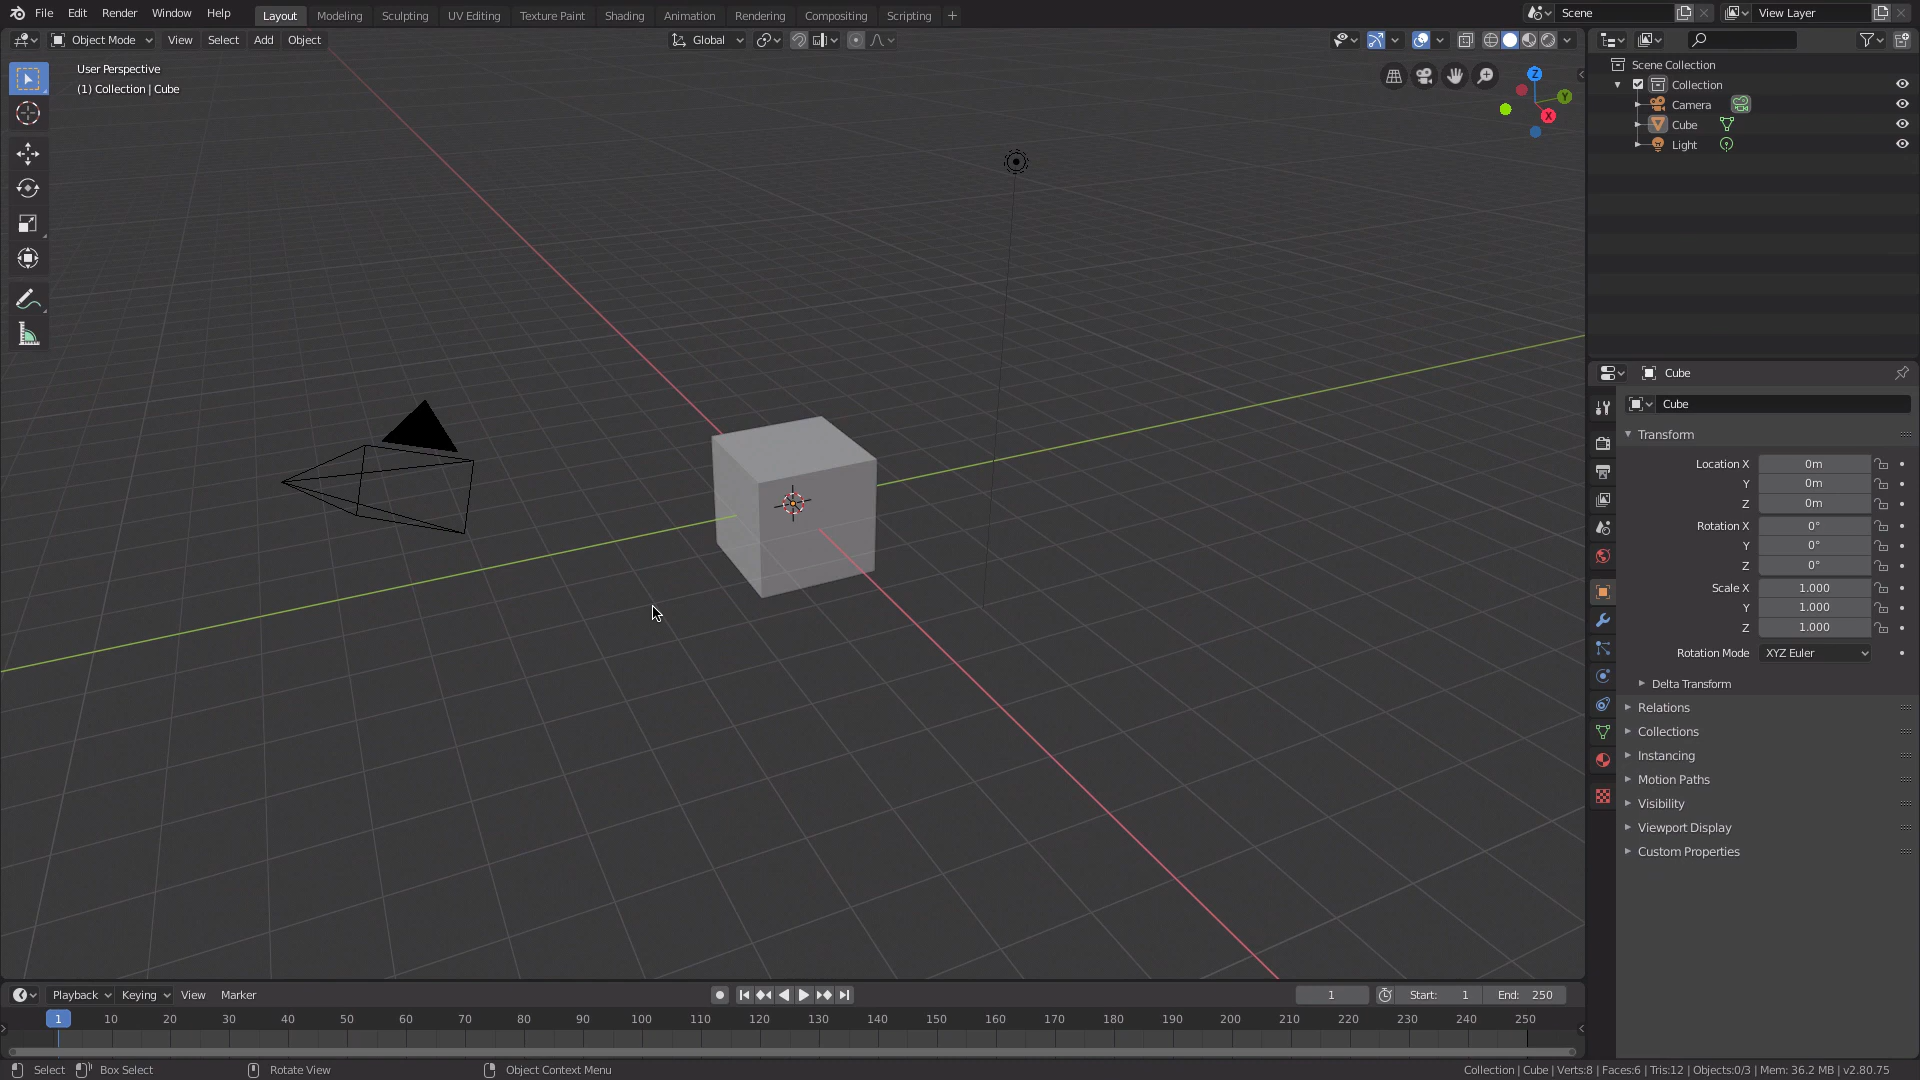 File Edit Render Window Help Layout Modeling Sculpting UV Editing Texture Paint Shading Animation Rendering Compositing Scripting + Scene View Layer
Object Mode View Select Add Object Global
User Perspective
(1) Collection | Cube
Z
Y
X
Scene Collection
Collection
Camera
Cube
Light
Cube
Cube
Transform
Location X 0m
Y 0m
Z 0m
Rotation X 0°
Y 0°
Z 0°
Scale X 1.000
Y 1.000
Z 1.000
Rotation Mode XYZ Euler
Delta Transform
Relations
Collections
Instancing
Motion Paths
Visibility
Viewport Display
Custom Properties
Playback Keying View Marker 1 Start: 1 End: 250
1 10 20 30 40 50 60 70 80 90 100 110 120 130 140 150 160 170 180 190 200 210 220 230 240 250
Select Box Select Rotate View Object Context Menu Collection | Cube | Verts:8 | Faces:6 | Tris:12 | Objects:0/3 | Mem: 36.2 MB | v2.80.75